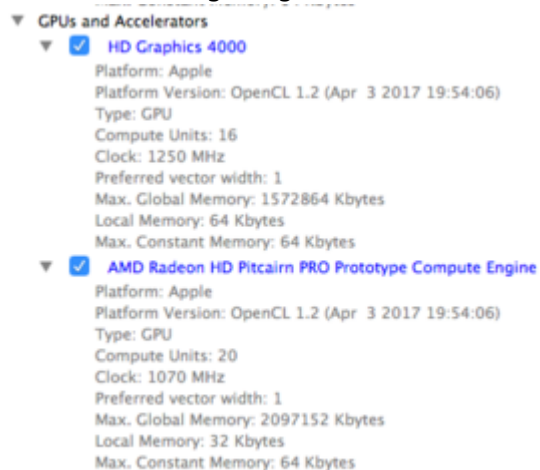 GPUs and Accelerators
HD Graphics 4000
Platform: Apple
Platform Version: OpenCL 1.2 (Apr 3 2017 19:54:06)
Type: GPU
Compute Units: 16
Clock: 1250 MHz
Preferred vector width: 1
Max. Global Memory: 1572864 Kbytes
Local Memory: 64 Kbytes
Max. Constant Memory: 64 Kbytes
AMD Radeon HD Pitcairn PRO Prototype Compute Engine
Platform: Apple
Platform Version: OpenCL 1.2 (Apr 3 2017 19:54:06)
Type: GPU
Compute Units: 20
Clock: 1070 MHz
Preferred vector width: 1
Max. Global Memory: 2097152 Kbytes
Local Memory: 32 Kbytes
Max. Constant Memory: 64 Kbytes